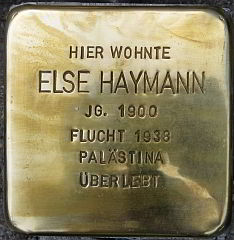 HIER WOHNTE
ELSE HAYMANN
JG. 1900
FLUCHT 1938
PALÄSTINA
ÜBERLEBT